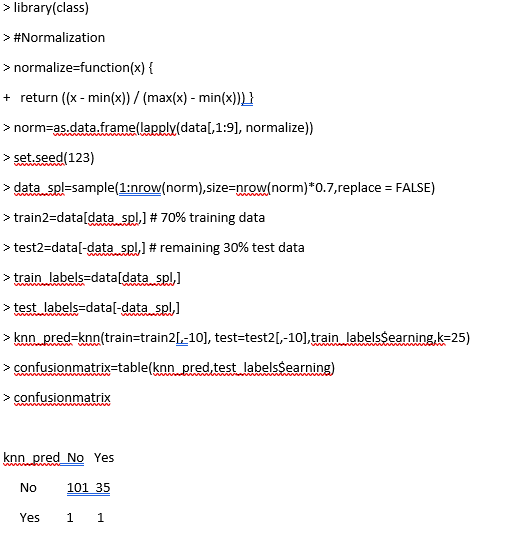 > library(class)
> #Normalization
> normalize=function(x) {
+   return ((x - min(x)) / (max(x) - min(x))) }
> norm=as.data.frame(lapply(data[,1:9], normalize))
> set.seed(123)
> data_spl=sample(1:nrow(norm),size=nrow(norm)*0.7,replace = FALSE)
> train2=data[data_spl,] # 70% training data
> test2=data[-data_spl,] # remaining 30% test data
> train_labels=data[data_spl,]
> test_labels=data[-data_spl,]
> knn_pred=knn(train=train2[,-10], test=test2[,-10],train_labels$earning,k=25)
> confusionmatrix=table(knn_pred,test_labels$earning)
> confusionmatrix
knn_pred  No  Yes
No  101  35
Yes  1  1